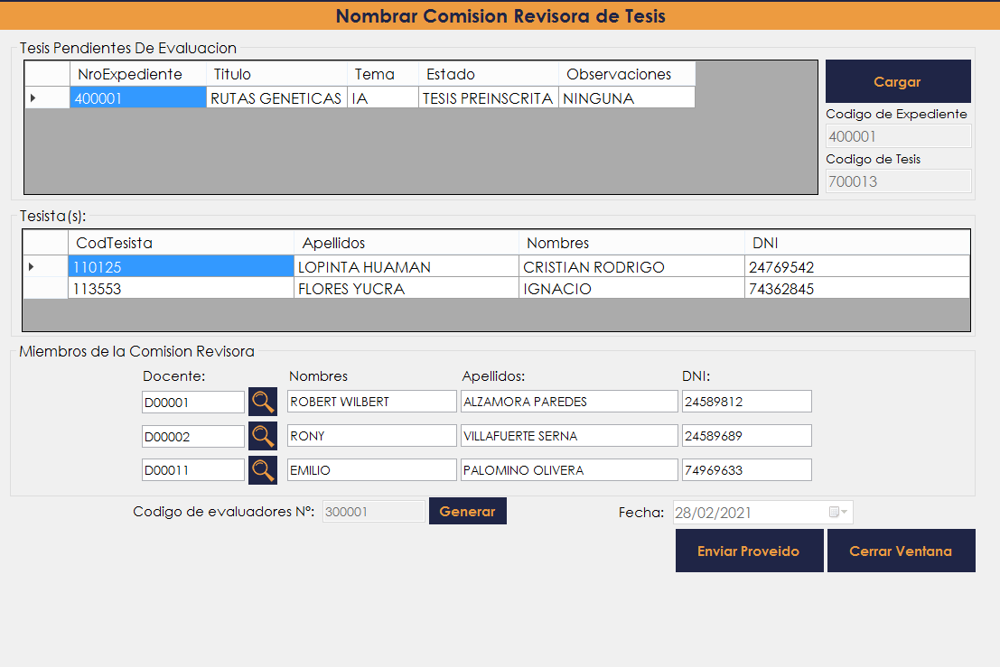 Nombrar Comision Revisora de Tesis
Tesis Pendientes De Evaluacion
NroExpediente Titulo Tema Estado Observaciones
400001 RUTAS GENETICAS IA TESIS PREINSCRITA NINGUNA
Cargar
Codigo de Expediente
400001
Codigo de Tesis
700013
Tesista(s):
CodTesista Apellidos Nombres DNI
110125 LOPINTA HUAMAN CRISTIAN RODRIGO 24769542
113553 FLORES YUCRA IGNACIO 74362845
Miembros de la Comision Revisora
Docente: Nombres Apellidos: DNI:
D00001 ROBERT WILBERT ALZAMORA PAREDES 24589812
D00002 RONY VILLAFUERTE SERNA 24589689
D00011 EMILIO PALOMINO OLIVERA 74969633
Codigo de evaluadores Nº: 300001 Generar Fecha: 28/02/2021
Enviar Proveido Cerrar Ventana